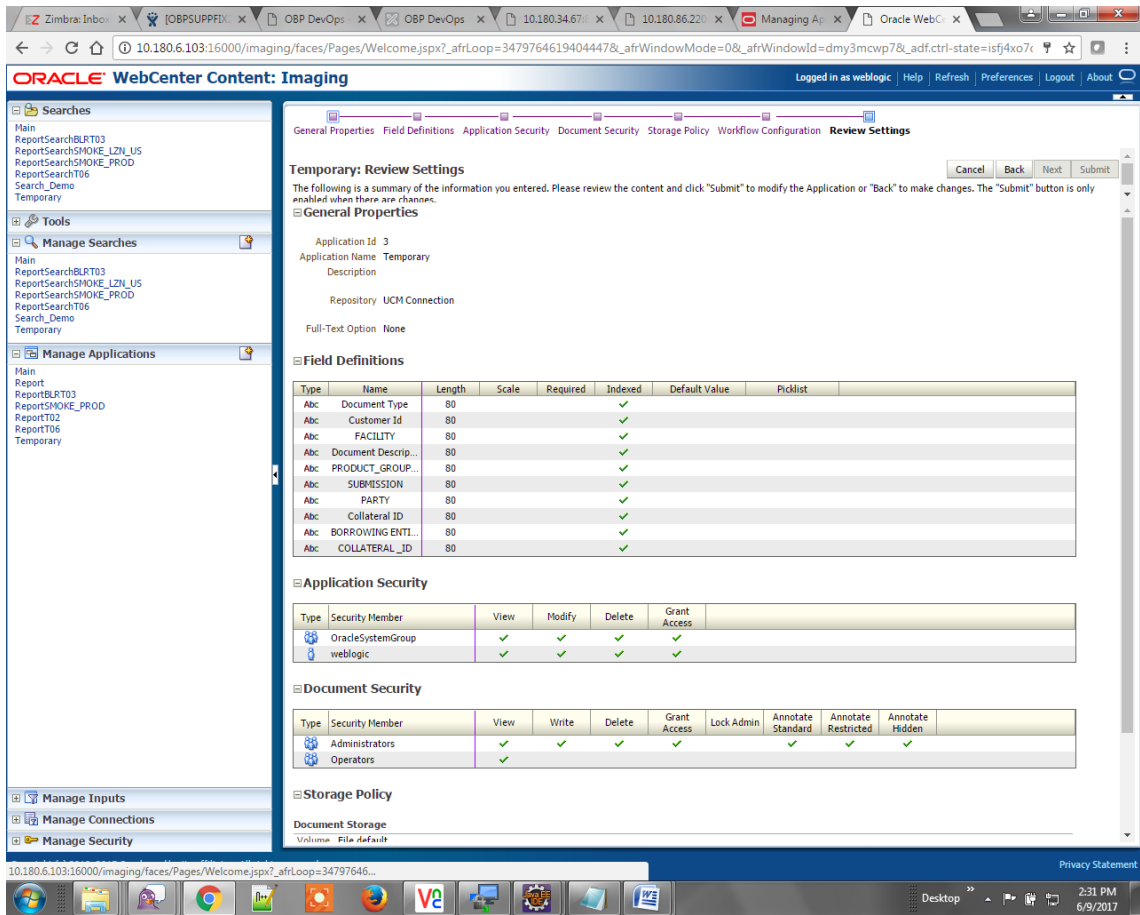 Zimbra: Inbox
[OBPSUPPFIX]
OBP DevOps
OBP DevOps
10.180.34.67:
10.180.86.220
Managing Ap
Oracle WebCe
10.180.6.103:16000/imaging/faces/Pages/Welcome.jspx?_afrLoop=34797646194044478&_afrWindowMode=0&_afrWindowId=dmy3mcwp7&_adf.ctrl-state=isfj4xo7c
ORACLE WebCenter Content: Imaging
Logged in as weblogic Help Refresh Preferences Logout About
Searches
Main
ReportSearchBLRT03
ReportSearchSMOKE_LZN_US
ReportSearchSMOKE_PROD
ReportSearchT06
Search_Demo
Temporary
Tools
Manage Searches
Main
ReportSearchBLRT03
ReportSearchSMOKE_LZN_US
ReportSearchSMOKE_PROD
ReportSearchT06
Search_Demo
Temporary
Manage Applications
Main
Report
ReportBLRT03
ReportSMOKE_PROD
ReportT02
ReportT06
Temporary
Manage Inputs
Manage Connections
Manage Security
General Properties Field Definitions Application Security Document Security Storage Policy Workflow Configuration Review Settings
Temporary: Review Settings
Cancel Back Next Submit
The following is a summary of the information you entered. Please review the content and click "Submit" to modify the Application or "Back" to make changes. The "Submit" button is only
enabled when there are changes.
General Properties
Application Id 3
Application Name Temporary
Description
Repository UCM Connection
Full-Text Option None
Field Definitions
Type Name Length Scale Required Indexed Default Value Picklist
Abc Document Type 80 ✓
Abc Customer Id 80 ✓
Abc FACILITY 80 ✓
Abc Document Descrip... 80 ✓
Abc PRODUCT_GROUP... 80 ✓
Abc SUBMISSION 80 ✓
Abc PARTY 80 ✓
Abc Collateral ID 80 ✓
Abc BORROWING ENTI... 80 ✓
Abc COLLATERAL _ID 80 ✓
Application Security
Type Security Member View Modify Delete Grant Access
OracleSystemGroup ✓ ✓ ✓ ✓
weblogic ✓ ✓ ✓ ✓
Document Security
Type Security Member View Write Delete Grant Access Lock Admin Annotate Standard Annotate Restricted Annotate Hidden
Administrators ✓ ✓ ✓ ✓ ✓ ✓ ✓
Operators ✓
Storage Policy
Document Storage
Volume File default
Privacy Statement
10.180.6.103:16000/imaging/faces/Pages/Welcome.jspx?_afrLoop=34797646...
Desktop
2:31 PM
6/9/2017